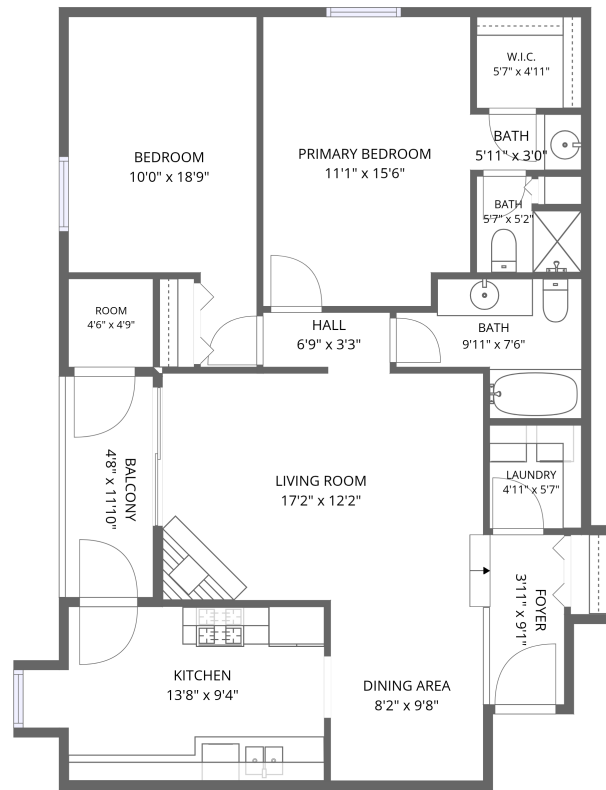 W.I.C.
5'7" x 4'11"
BATH
5'11" x 3'0"
BEDROOM
10'0" x 18'9"
PRIMARY BEDROOM
11'1" x 15'6"
BATH
5'7" x 5'2"
ROOM
4'6" x 4'9"
HALL
6'9" x 3'3"
BATH
9'11" x 7'6"
BALCONY
4'8" x 11'10"
LIVING ROOM
17'2" x 12'2"
LAUNDRY
4'11" x 5'7"
FOYER
3'11" x 9'1"
KITCHEN
13'8" x 9'4"
DINING AREA
8'2" x 9'8"